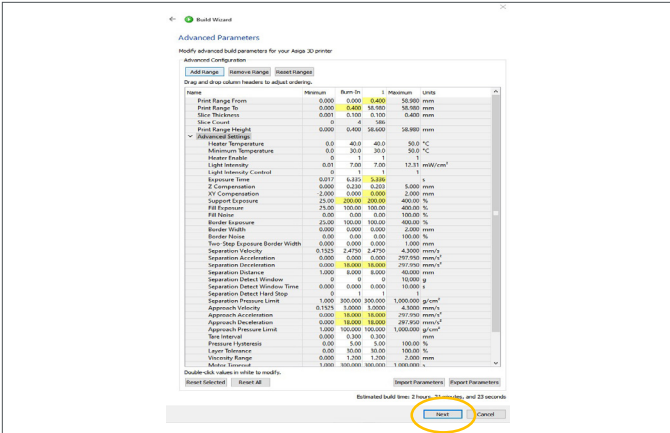 Build Wizard
Advanced Parameters
Modify advanced build parameters for your Asiga 3D printer
Advanced Configuration
Add Range Remove Range Reset Ranges
Drag and drop column headers to adjust ordering.
Name Minimum Burn-In 1 Maximum Units
Print Range From 0.000 0.000 0.400 58.980 mm
Print Range To 0.000 0.400 58.980 58.980 mm
Slice Thickness 0.001 0.100 0.100 0.400 mm
Slice Count 0 4 586
Print Range Height 0.000 0.400 58.600 58.980 mm
Advanced Settings
Heater Temperature 0.0 40.0 40.0 50.0 °C
Minimum Temperature 0.0 30.0 30.0 50.0 °C
Heater Enable 0 1 1 1
Light Intensity 0.01 7.00 7.00 12.31 mW/cm²
Light Intensity Control 0 1 1 1
Exposure Time 0.017 6.335 5.336 s
Z Compensation 0.000 0.230 0.203 5.000 mm
XY Compensation -2.000 0.000 0.000 2.000 mm
Support Exposure 25.00 200.00 200.00 400.00 %
Fill Exposure 25.00 100.00 100.00 400.00 %
Fill Noise 0.00 0.00 0.00 100.00 %
Border Exposure 25.00 100.00 100.00 400.00 %
Border Width 0.000 0.000 0.000 2.000 mm
Border Noise 0.00 0.00 0.00 100.00 %
Two-Step Exposure Border Width 0.000 0.000 0.000 1.000 mm
Separation Velocity 0.1525 2.4750 2.4750 4.3000 mm/s
Separation Acceleration 0.000 0.000 0.000 297.950 mm/s²
Separation Deceleration 0.000 18.000 18.000 297.950 mm/s²
Separation Distance 1.000 8.000 8.000 40.000 mm
Separation Detect Window 0 0 0 10,000 g
Separation Detect Window Time 0.000 0.000 0.000 10.000 s
Separation Detect Hard Stop 0 1 1 1
Separation Pressure Limit 1.000 300.000 300.000 1,000.000 g/cm²
Approach Velocity 0.1525 3.0000 3.0000 4.3000 mm/s
Approach Acceleration 0.000 18.000 18.000 297.950 mm/s²
Approach Deceleration 0.000 18.000 18.000 297.950 mm/s²
Approach Pressure Limit 1.000 100.000 100.000 1,000.000 g/cm²
Tare Interval 0.000 0.300 0.300 mm
Pressure Hysteresis 0.00 5.00 5.00 100.00 %
Layer Tolerance 0.00 30.00 30.00 100.00 %
Viscosity Range 0.000 1.200 1.200 2.000 mm
Motor Timeout 1.000 300.000 300.000 1,000.000 s
Double-click values in white to modify.
Reset Selected Reset All Import Parameters Export Parameters
Estimated build time: 2 hours, minutes, and 23 seconds
Next Cancel